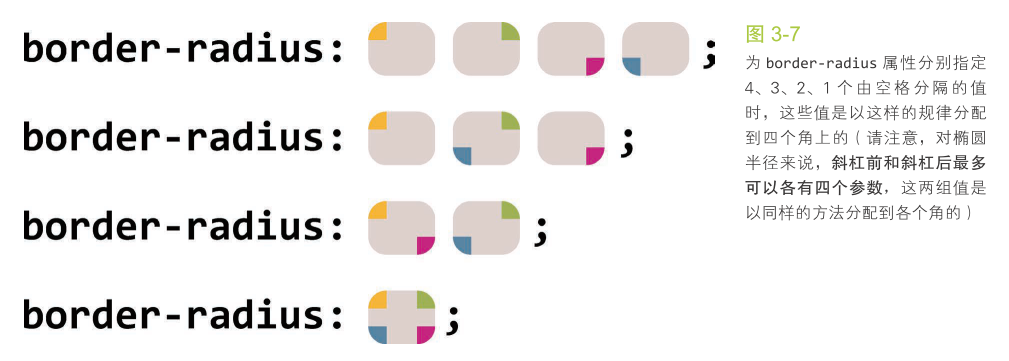 border-radius: ;
border-radius: ;
border-radius: ;
border-radius: ;
图 3-7
为 border-radius 属性分别指定
4、3、2、1 个由空格分隔的值
时，这些值是以这样的规律分配
到四个角上的（请注意，对椭圆
半径来说，斜杠前和斜杠后最多
可以各有四个参数，这两组值是
以同样的方法分配到各个角的）